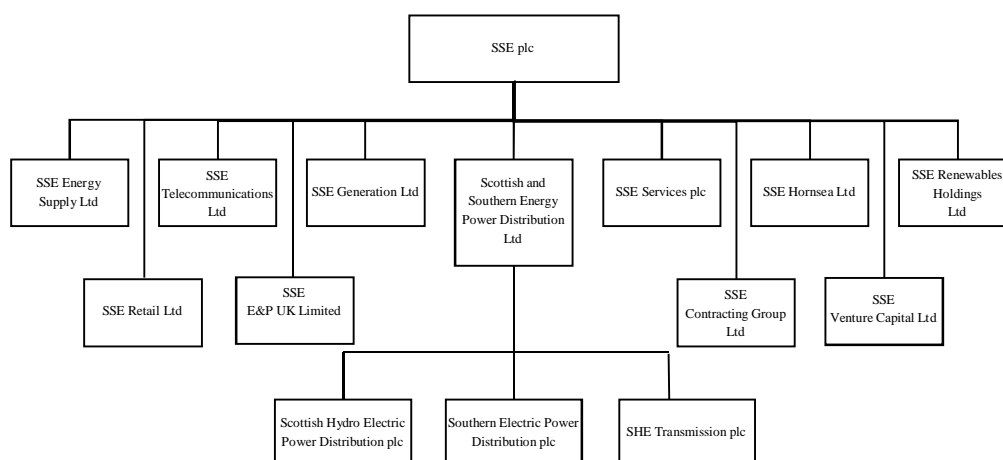 SSE plc
SSE Energy
Supply Ltd
SSE
Telecommunications
Ltd
SSE Generation Ltd
Scottish and
Southern Energy
Power Distribution
Ltd
SSE Services plc
SSE Hornsea Ltd
SSE Renewables
Holdings
Ltd
SSE Retail Ltd
SSE
E&P UK Limited
SSE
Contracting Group
Ltd
SSE
Venture Capital Ltd
Scottish Hydro Electric
Power Distribution plc
Southern Electric Power
Distribution plc
SHE Transmission plc